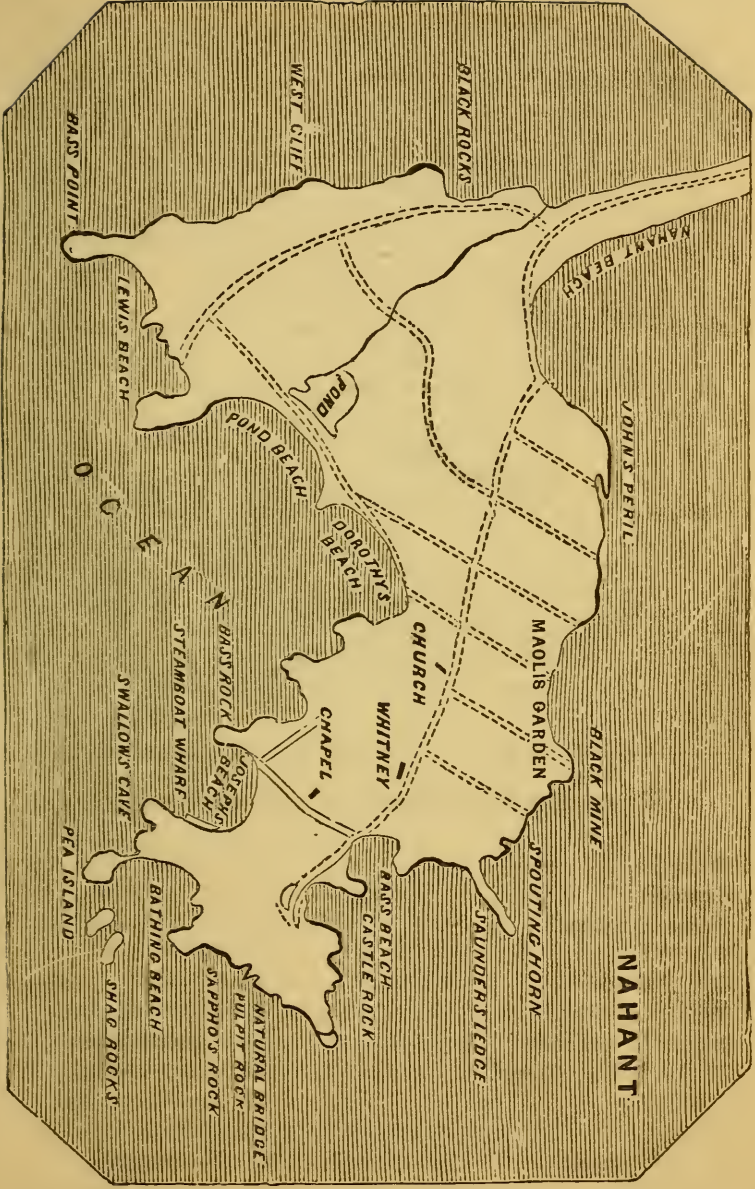 NAHANT
NAHANT BEACH
JOHN'S PERIL
BLACK MINE
MAOLIS GARDEN
SPOUTING HORN
SAUNDERS LEDGE
BLACK ROCKS
CHURCH
WHITNEY
BASS BEACH
CASTLE ROCK
POND
CHAPEL
WEST CLIFF
DOROTHY'S
BEACH
POND BEACH
NATURAL BRIDGE
PULPIT ROCK
SAPPHO'S ROCK
JOSEPHS
BEACH
BASS ROCK
STEAMBOAT WHARF
OCEAN
BATHING BEACH
LEWIS BEACH
SWALLOWS CAVE
SHAG ROCKS
BASS POINT
PEA ISLAND